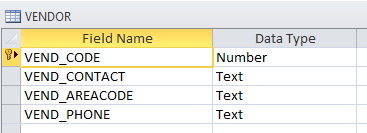 VENDOR
Field Name Data Type
VEND_CODE Number
VEND_CONTACT Text
VEND_AREACODE Text
VEND_PHONE Text